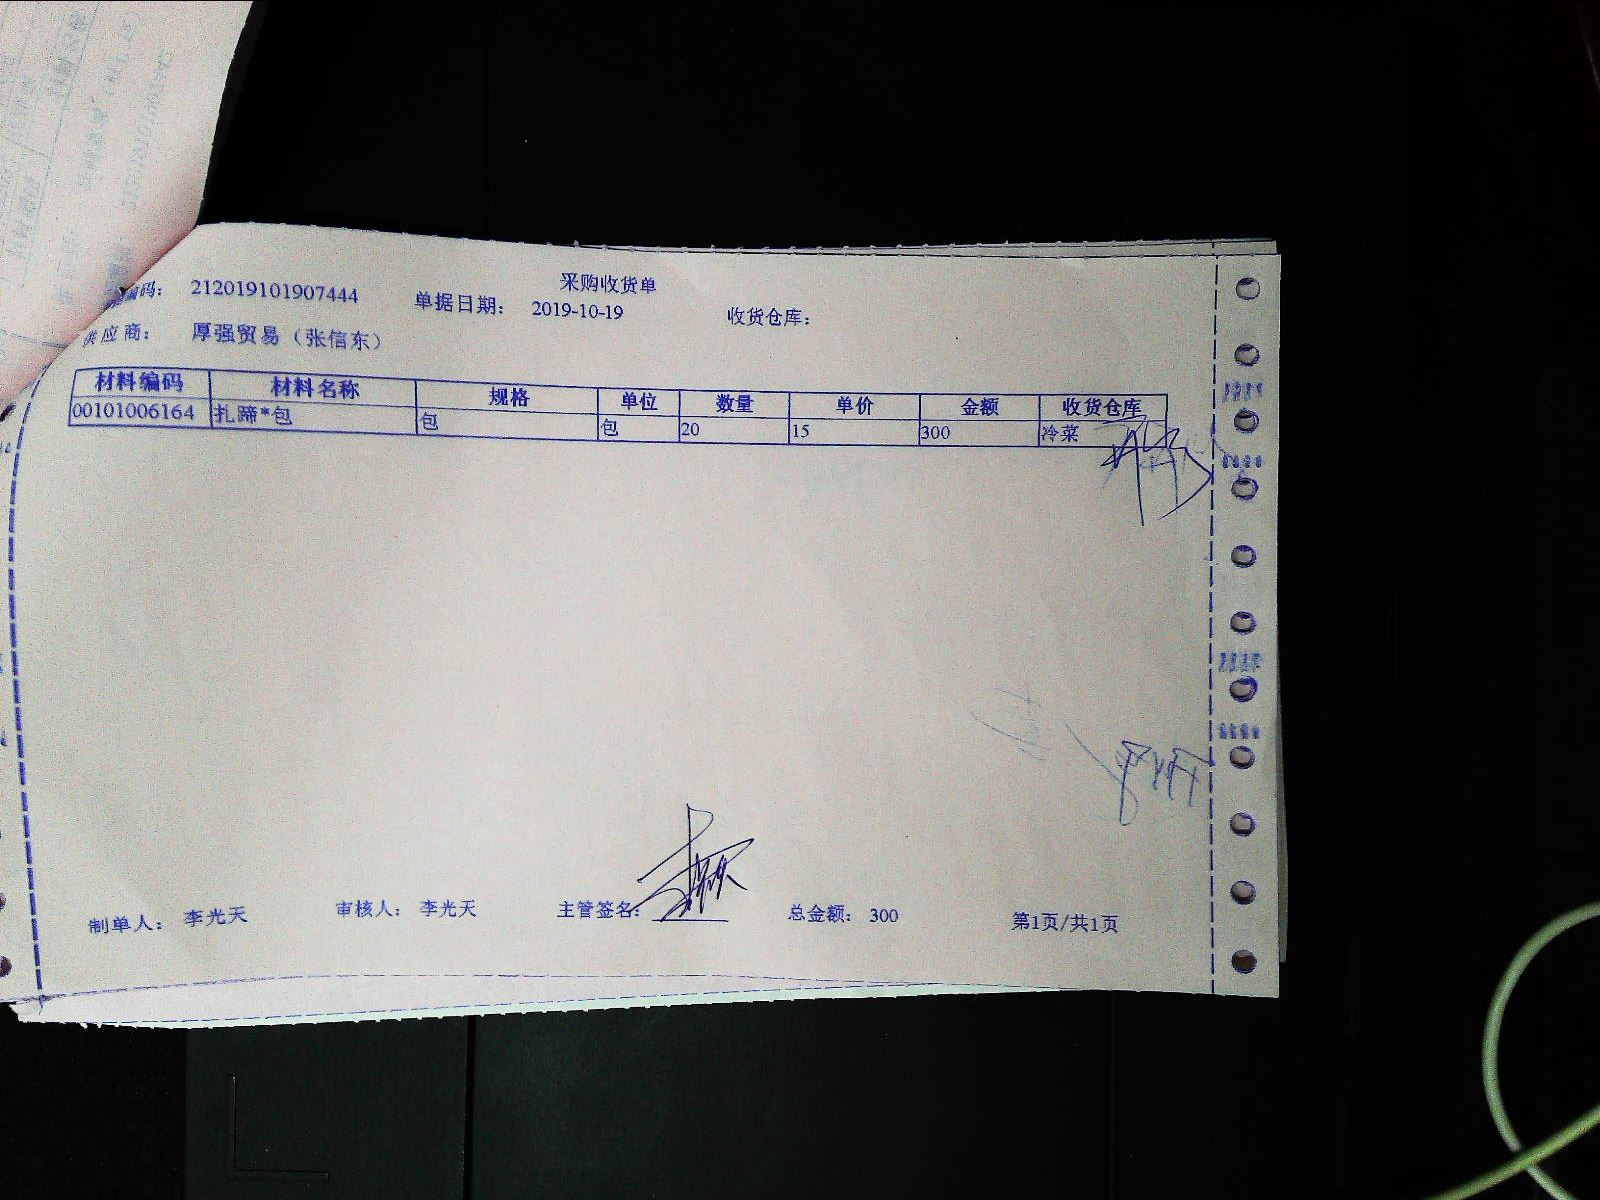 采购收货单
编码: 212019101907444 单据日期: 2019-10-19 收货仓库:
供应商: 厚强贸易（张信东）
材料编码 材料名称 规格 单位 数量 单价 金额 收货仓库
00101006164 扎蹄*包 包 包 20 15 300 冷菜
制单人: 李光天 审核人: 李光天 主管签名: 总金额: 300 第1页/共1页